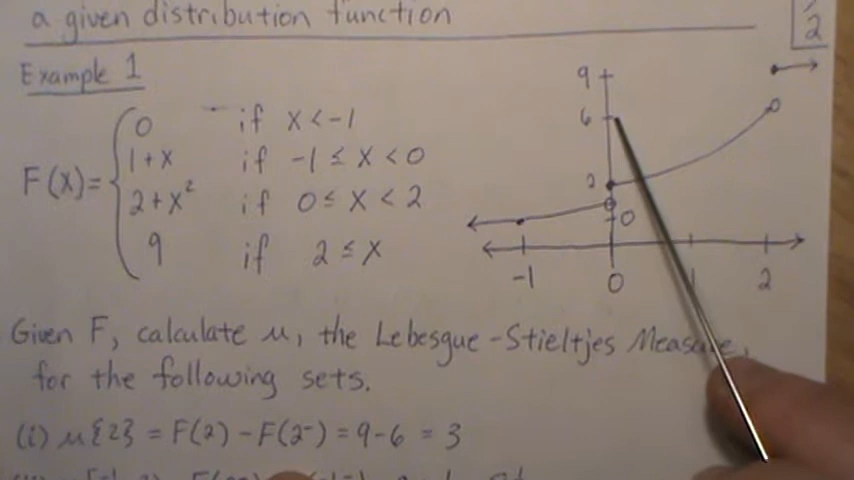 a given distribution function
2
Example 1
F(x)=
0 if x < -1
1+x if -1 ≤ x < 0
2+x² if 0 ≤ x < 2
9 if 2 ≤ x
9
6
2
0
-1 0 1 2
Given F, calculate μ, the Lebesgue-Stieltjes Measure,
for the following sets.
(i) μ{2} = F(2) - F(2⁻) = 9-6 = 3